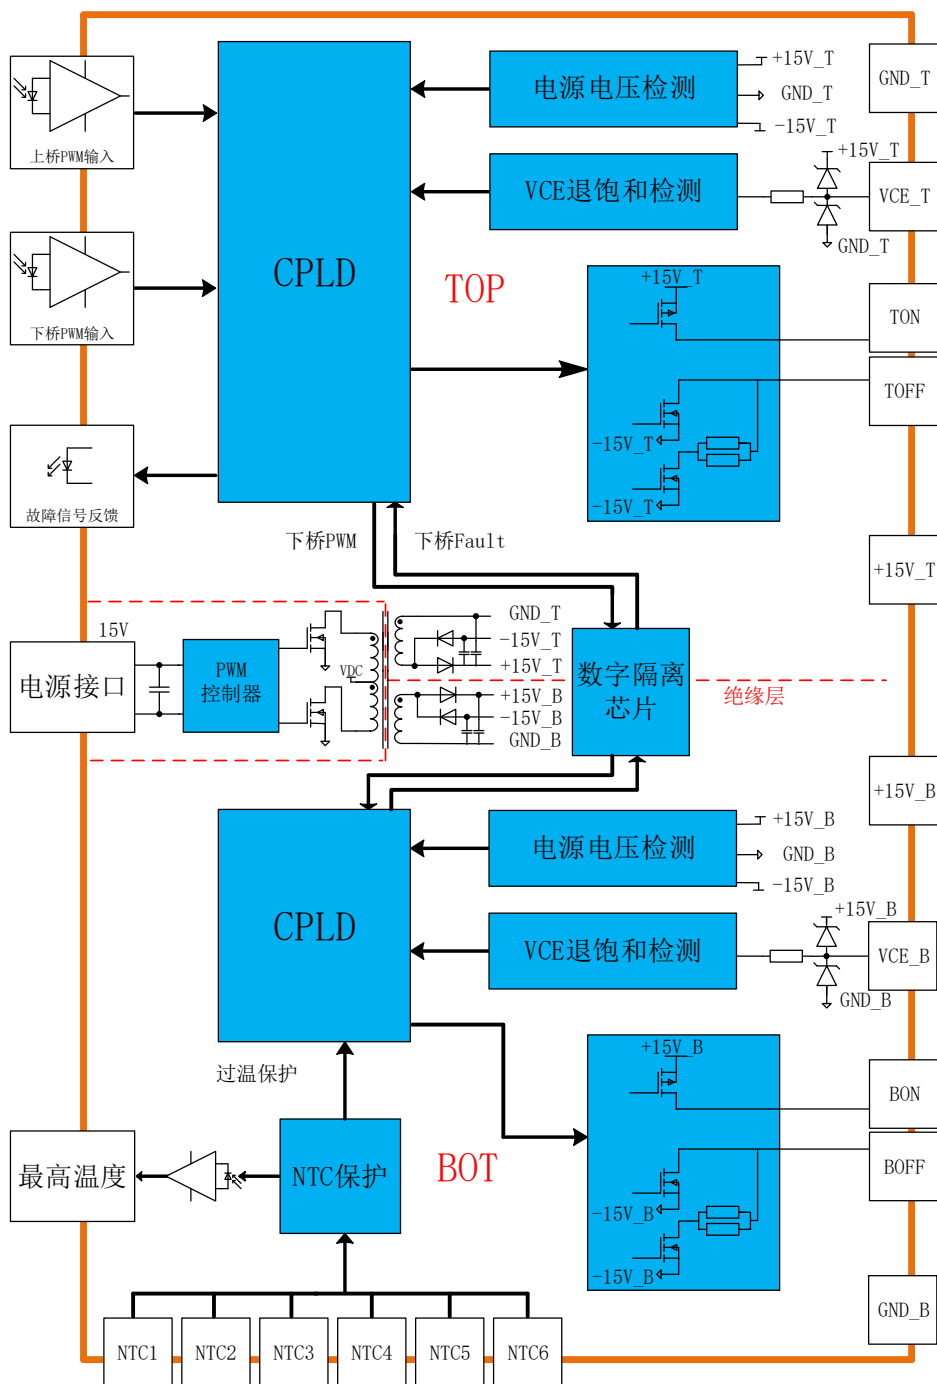 电源电压检测
+15V_T
GND_T
-15V_T
GND_T
上桥PWM输入
VCE退饱和检测
+15V_T
GND_T
VCE_T
CPLD
TOP
下桥PWM输入
+15V_T
-15V_T
-15V_T
TON
TOFF
故障信号反馈
下桥PWM
下桥Fault
+15V_T
15V
电源接口
PWM
控制器
VDC
GND_T
-15V_T
+15V_T
+15V_B
-15V_B
GND_B
数字隔离
芯片
绝缘层
+15V_B
CPLD
电源电压检测
+15V_B
GND_B
-15V_B
VCE退饱和检测
+15V_B
GND_B
VCE_B
过温保护
+15V_B
-15V_B
-15V_B
BON
BOFF
BOT
最高温度
NTC保护
GND_B
NTC1
NTC2
NTC3
NTC4
NTC5
NTC6